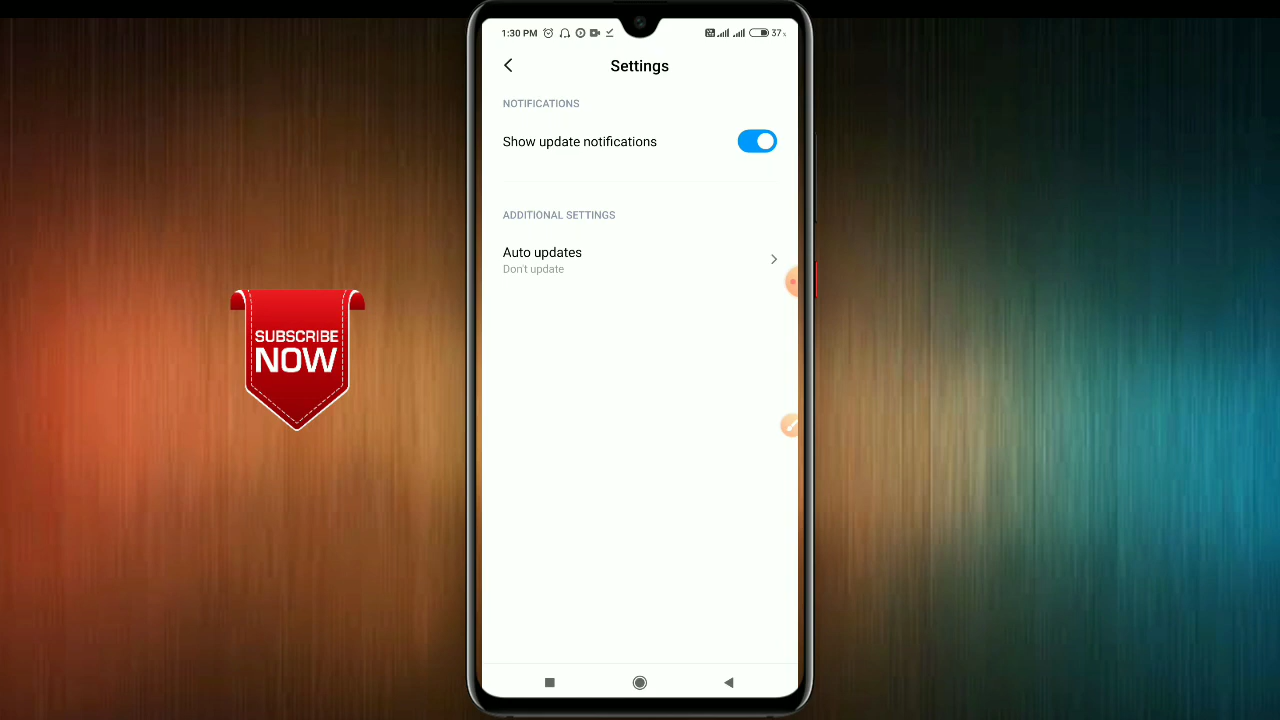 1:30 PM
37
Settings
NOTIFICATIONS
Show update notifications
ADDITIONAL SETTINGS
Auto updates
Don't update
SUBSCRIBE
NOW